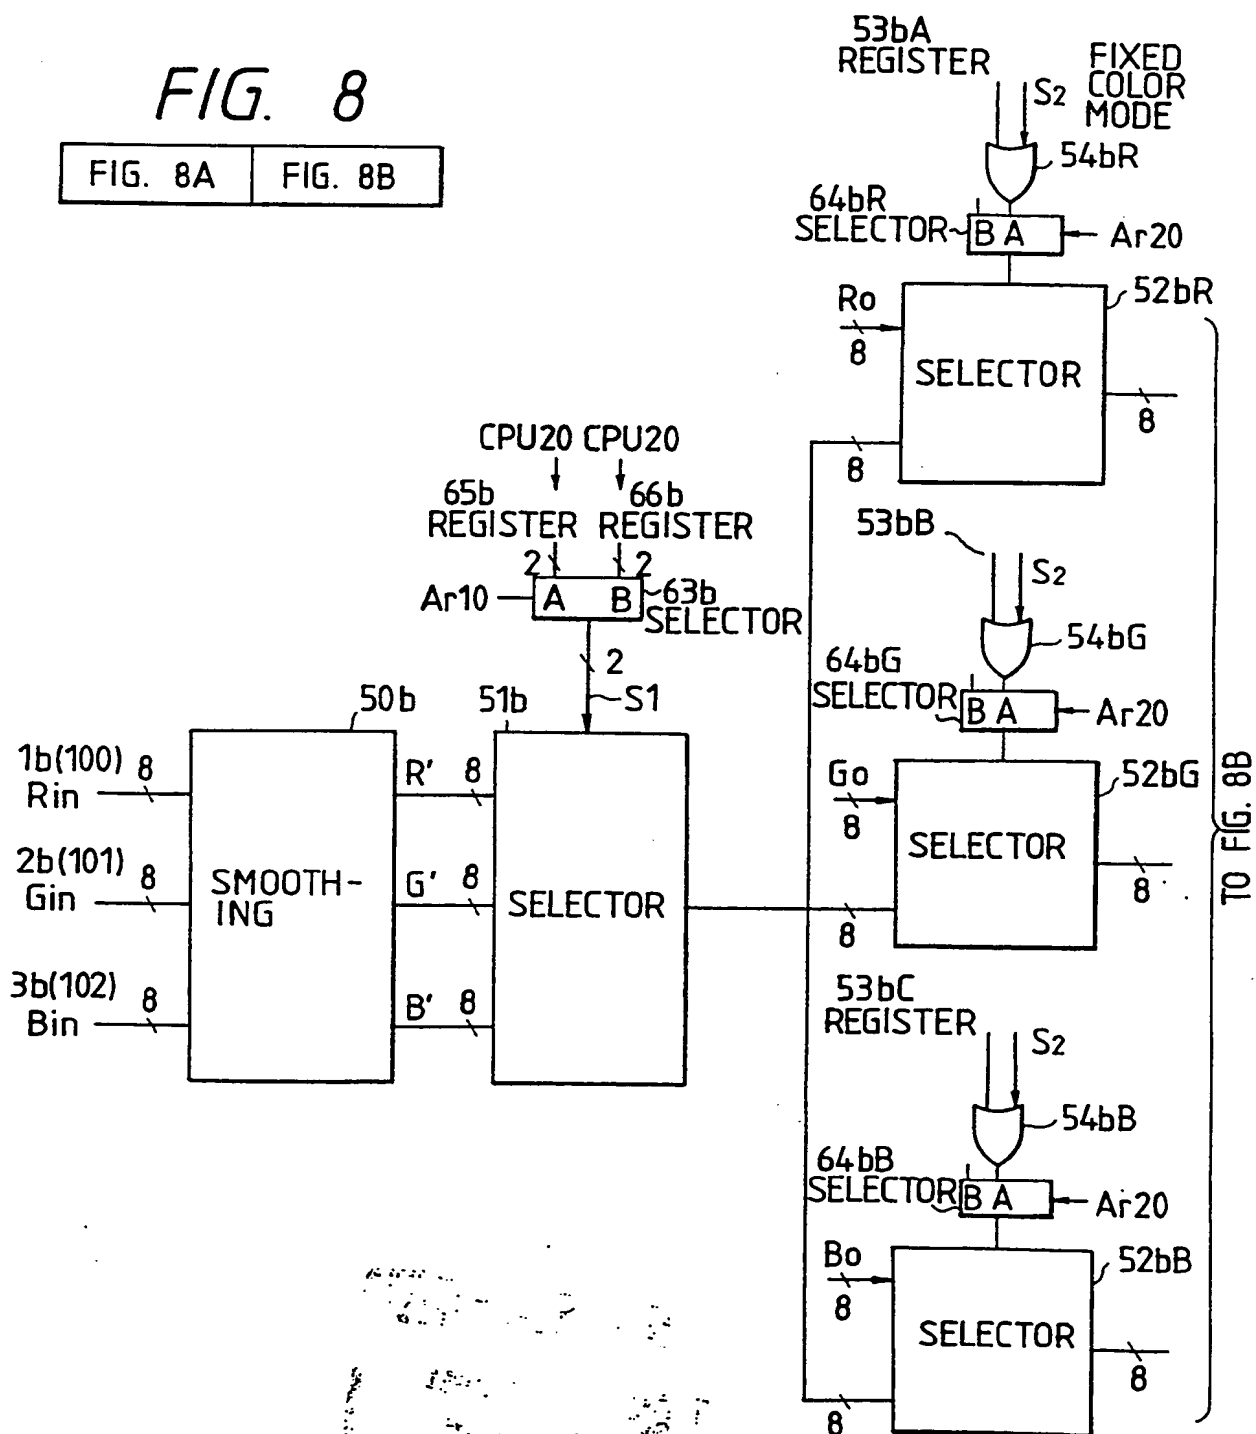 FIG. 8
FIG. 8A
FIG. 8B
53bA
REGISTER
S2
FIXED
COLOR
MODE
54bR
64bR
SELECTOR
B A
Ar20
52bR
Ro
8
SELECTOR
8
8
CPU20 CPU20
65b
REGISTER
66b
REGISTER
2
2
Ar10
A B
63b
SELECTOR
2
S1
53bB
S2
54bG
64bG
SELECTOR
B A
Ar20
52bG
Go
8
SELECTOR
8
8
TO FIG. 8B
50b
51b
1b(100)
Rin
8
R'
8
2b(101)
Gin
8
SMOOTH-
ING
G'
8
SELECTOR
3b(102)
Bin
8
B'
8
53bC
REGISTER
S2
54bB
64bB
SELECTOR
B A
Ar20
52bB
Bo
8
SELECTOR
8
8